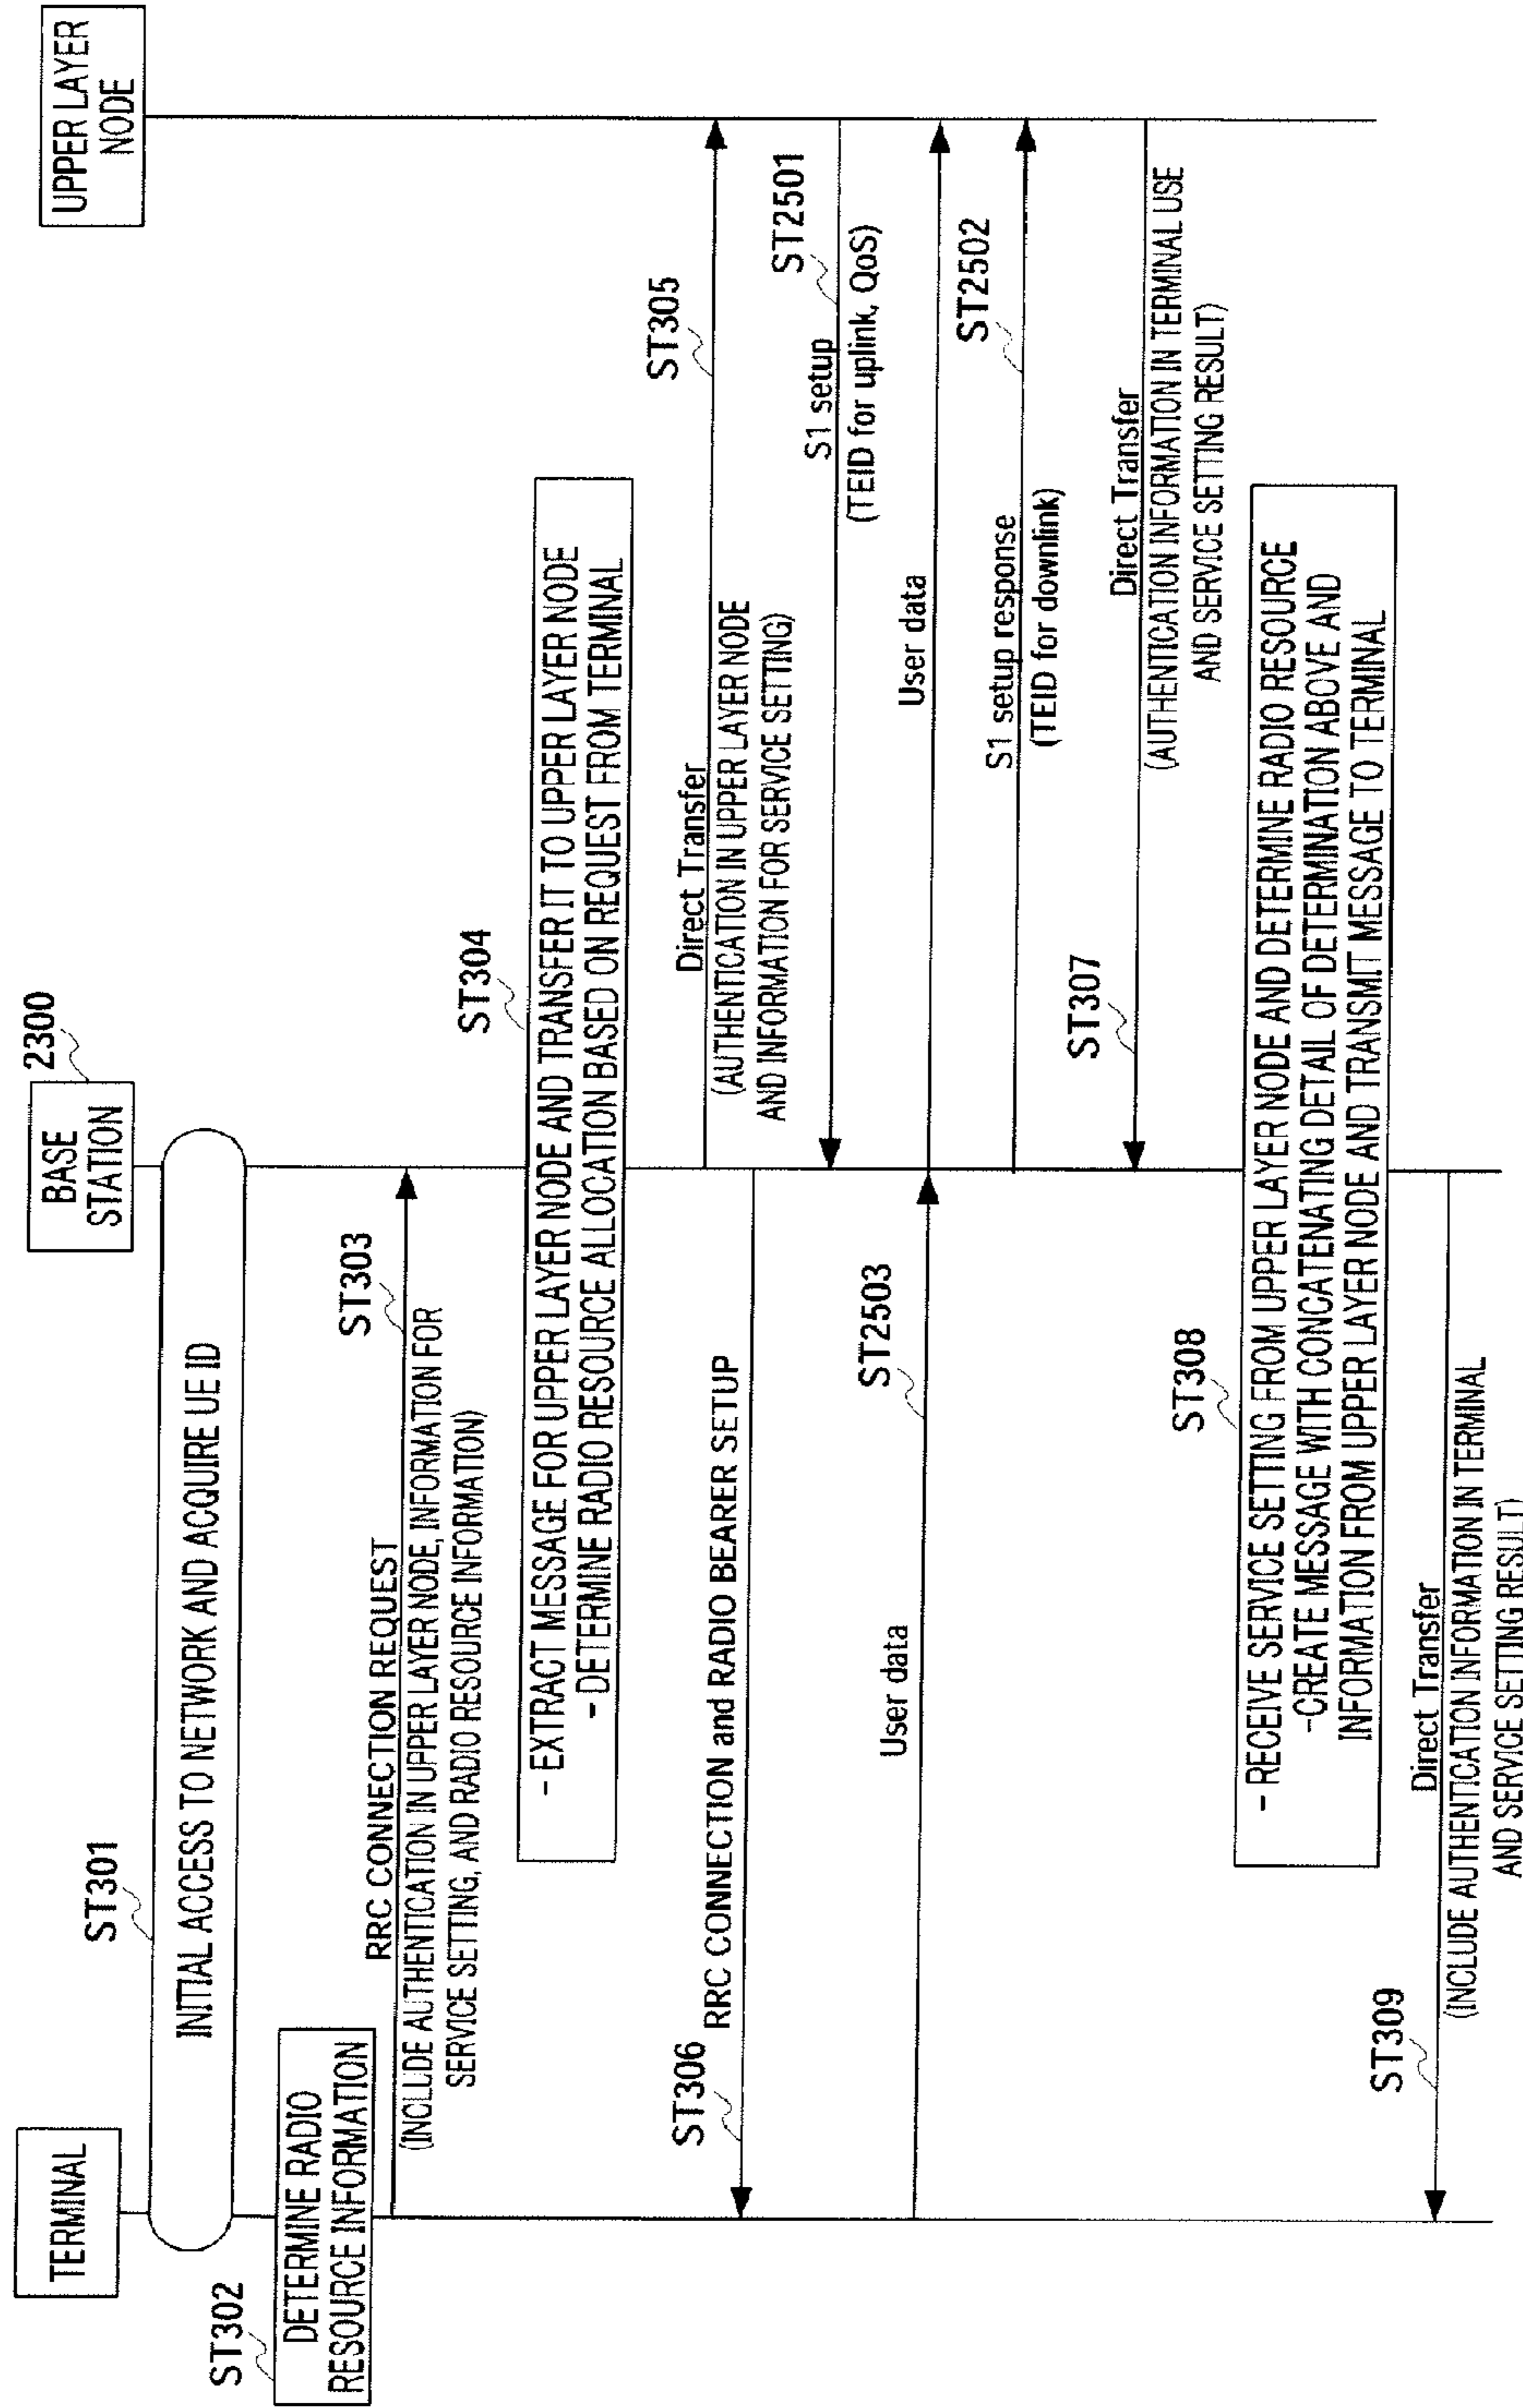 TERMINAL
BASE
STATION
2300
UPPER LAYER
NODE
ST301
INITIAL ACCESS TO NETWORK AND ACQUIRE UE ID
ST302
DETERMINE RADIO
RESOURCE INFORMATION
ST303
RRC CONNECTION REQUEST
(INCLUDE AUTHENTICATION IN UPPER LAYER NODE, INFORMATION FOR
SERVICE SETTING, AND RADIO RESOURCE INFORMATION)
ST304
- EXTRACT MESSAGE FOR UPPER LAYER NODE AND TRANSFER IT TO UPPER LAYER NODE
- DETERMINE RADIO RESOURCE ALLOCATION BASED ON REQUEST FROM TERMINAL
ST305
Direct Transfer
(AUTHENTICATION IN UPPER LAYER NODE
AND INFORMATION FOR SERVICE SETTING)
ST306
RRC CONNECTION and RADIO BEARER SETUP
ST2501
S1 setup
(TEID for uplink, QoS)
ST2503
User data
User data
ST2502
S1 setup response
(TEID for downlink)
ST307
Direct Transfer
(AUTHENTICATION INFORMATION IN TERMINAL USE
AND SERVICE SETTING RESULT)
ST308
- RECEIVE SERVICE SETTING FROM UPPER LAYER NODE AND DETERMINE RADIO RESOURCE
-CREATE MESSAGE WITH CONCATENATING DETAIL OF DETERMINATION ABOVE AND
INFORMATION FROM UPPER LAYER NODE AND TRANSMIT MESSAGE TO TERMINAL
ST309
Direct Transfer
(INCLUDE AUTHENTICATION INFORMATION IN TERMINAL
AND SERVICE SETTING RESULT)